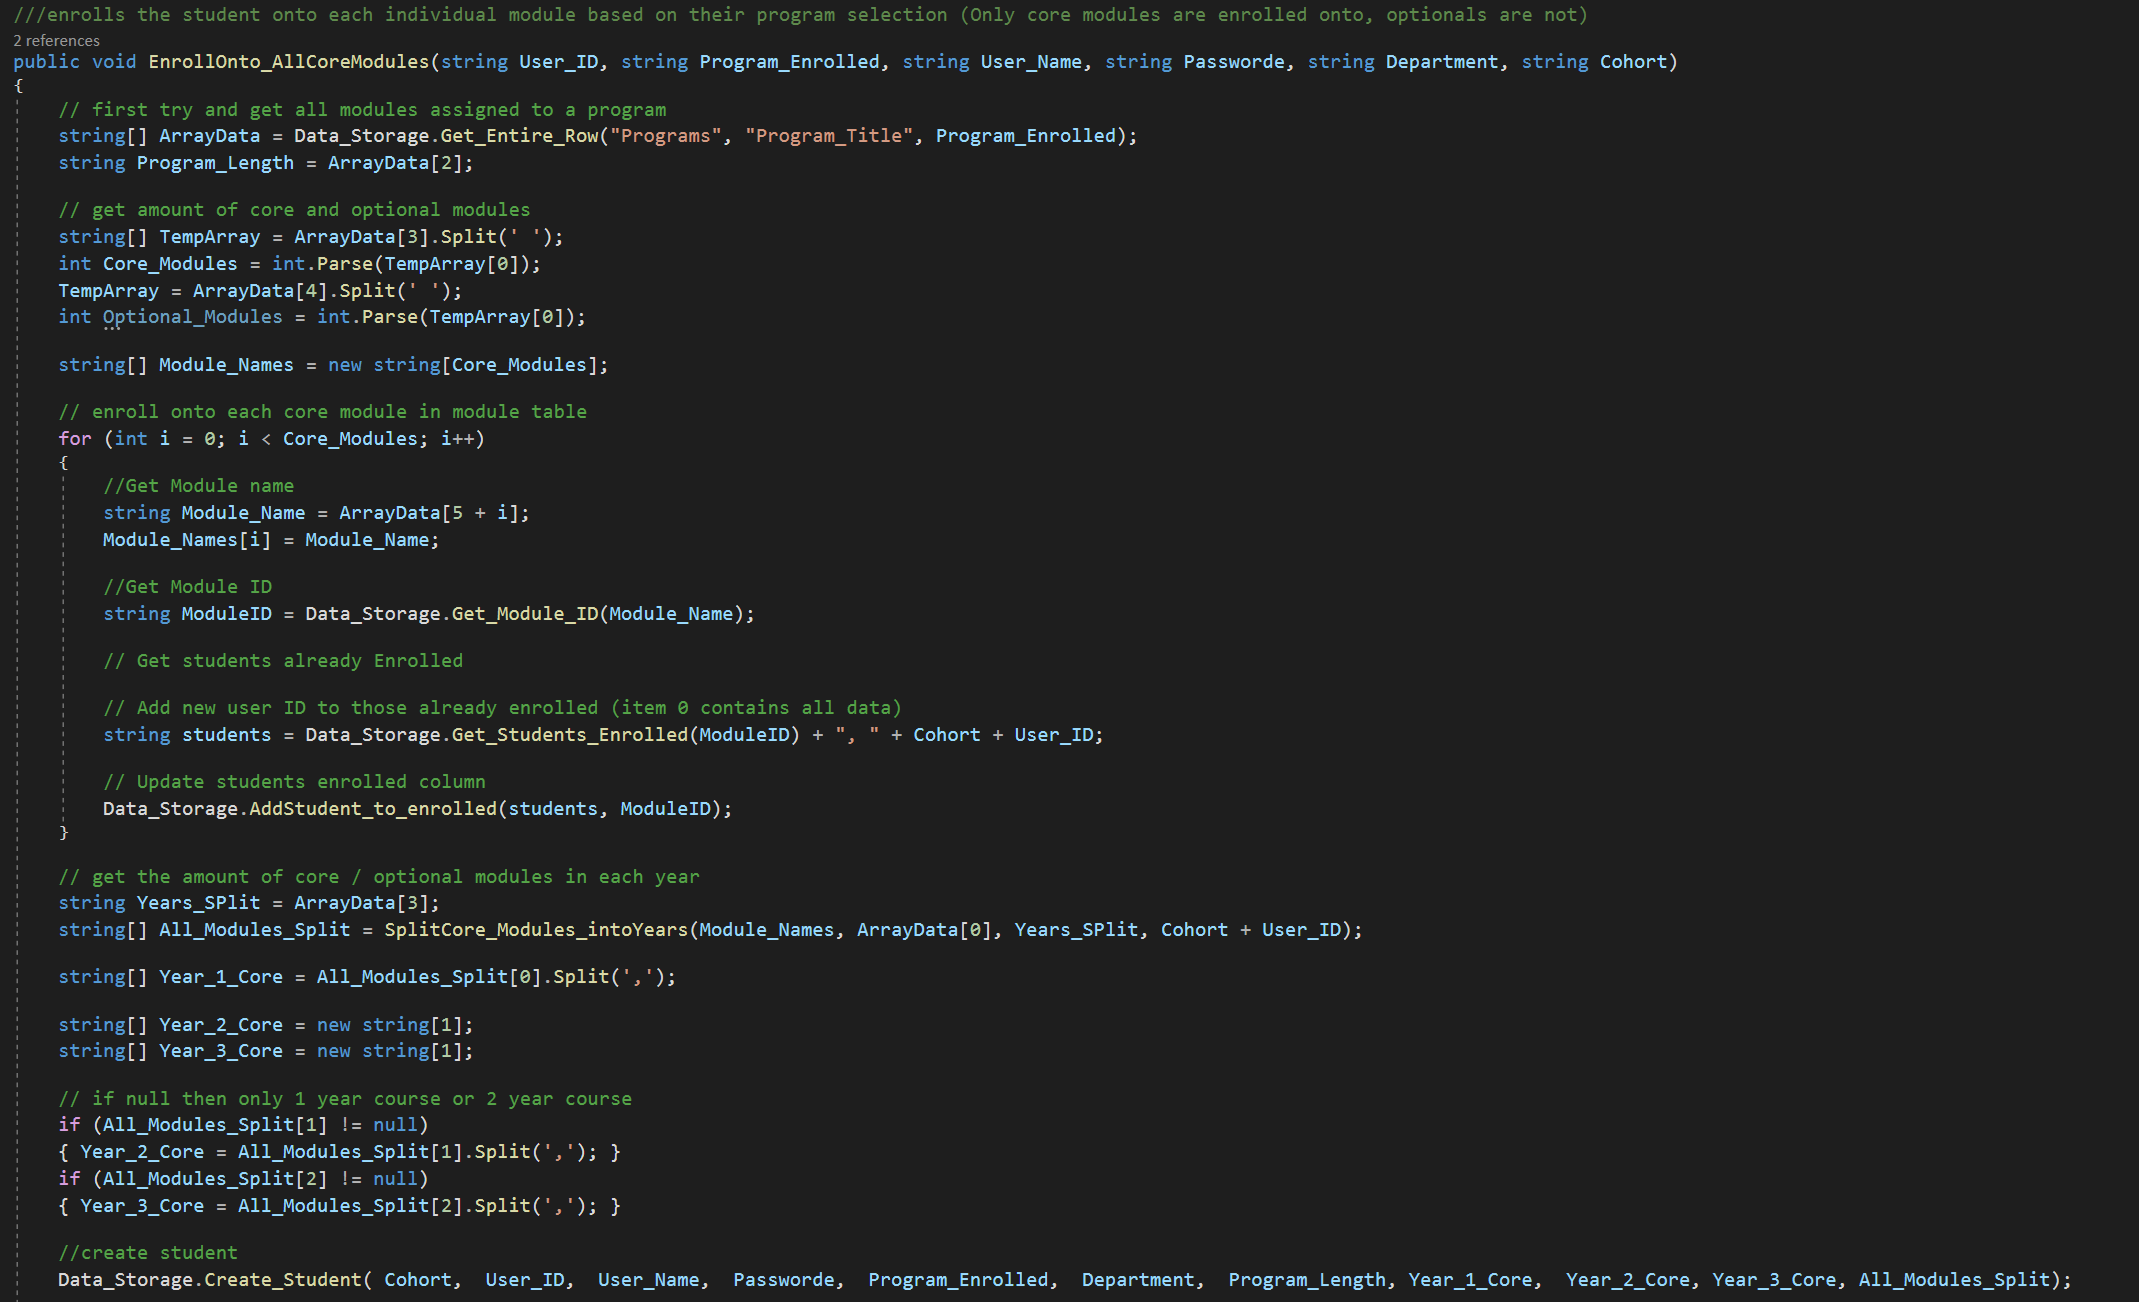 ///enrolls the student onto each individual module based on their program selection (Only core modules are enrolled onto, optionals are not)
2 references
public void EnrollOnto_AllCoreModules(string User_ID, string Program_Enrolled, string User_Name, string Passworde, string Department, string Cohort)
{
// first try and get all modules assigned to a program
string[] ArrayData = Data_Storage.Get_Entire_Row("Programs", "Program_Title", Program_Enrolled);
string Program_Length = ArrayData[2];
// get amount of core and optional modules
string[] TempArray = ArrayData[3].Split(' ');
int Core_Modules = int.Parse(TempArray[0]);
TempArray = ArrayData[4].Split(' ');
int Optional_Modules = int.Parse(TempArray[0]);
string[] Module_Names = new string[Core_Modules];
// enroll onto each core module in module table
for (int i = 0; i < Core_Modules; i++)
{
//Get Module name
string Module_Name = ArrayData[5 + i];
Module_Names[i] = Module_Name;
//Get Module ID
string ModuleID = Data_Storage.Get_Module_ID(Module_Name);
// Get students already Enrolled
// Add new user ID to those already enrolled (item 0 contains all data)
string students = Data_Storage.Get_Students_Enrolled(ModuleID) + ", " + Cohort + User_ID;
// Update students enrolled column
Data_Storage.AddStudent_to_enrolled(students, ModuleID);
}
// get the amount of core / optional modules in each year
string Years_SPlit = ArrayData[3];
string[] All_Modules_Split = SplitCore_Modules_intoYears(Module_Names, ArrayData[0], Years_SPlit, Cohort + User_ID);
string[] Year_1_Core = All_Modules_Split[0].Split(',');
string[] Year_2_Core = new string[1];
string[] Year_3_Core = new string[1];
// if null then only 1 year course or 2 year course
if (All_Modules_Split[1] != null)
{ Year_2_Core = All_Modules_Split[1].Split(','); }
if (All_Modules_Split[2] != null)
{ Year_3_Core = All_Modules_Split[2].Split(','); }
//create student
Data_Storage.Create_Student( Cohort,  User_ID,  User_Name,  Passworde,  Program_Enrolled,  Department,  Program_Length, Year_1_Core,  Year_2_Core, Year_3_Core, All_Modules_Split);